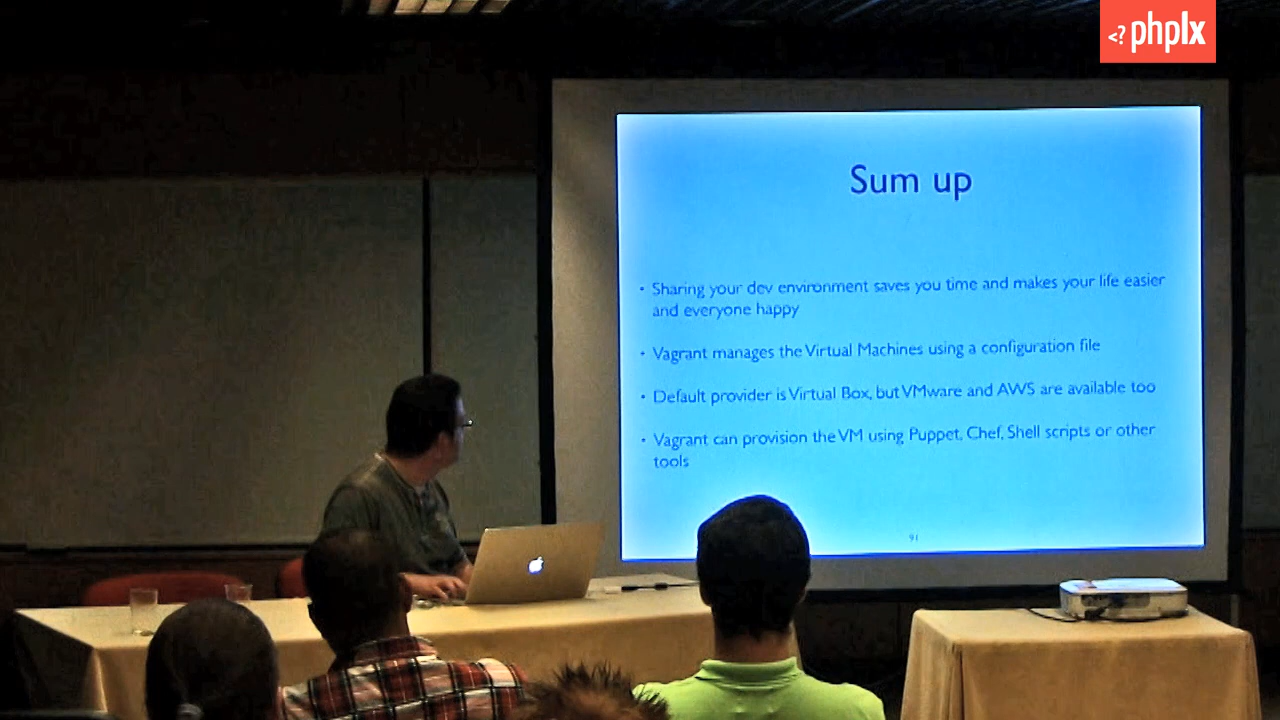 <? phplx
Sum up
• Sharing your dev environment saves you time and makes your life easier
and everyone happy
• Vagrant manages the Virtual Machines using a configuration file
• Default provider is Virtual Box, but VMware and AWS are available too
• Vagrant can provision the VM using Puppet, Chef, Shell scripts or other
tools
91